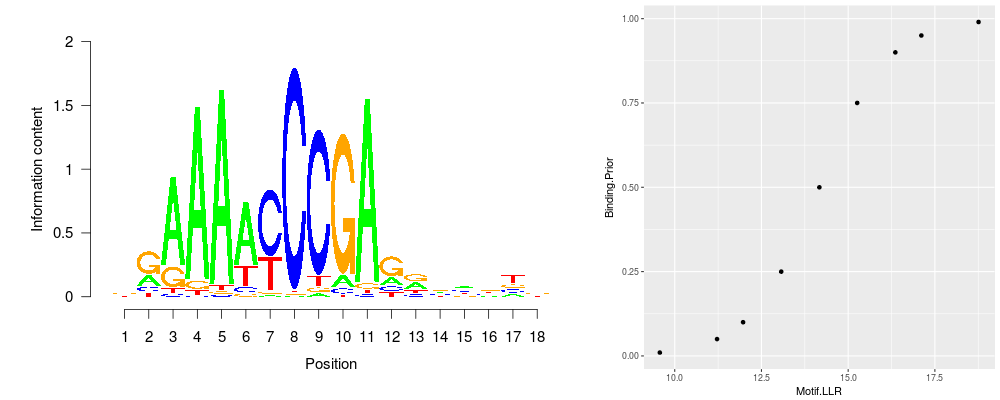 2
1.5
1
0.5
0
Information content
G A G A G A A A T A T C C C G A G A G T
1 2 3 4 5 6 7 8 9 10 11 12 13 14 15 16 17 18
Position
1.00
0.75
0.50
0.25
0.00
Binding.Prior
10.0 12.5 15.0 17.5
Motif.LLR